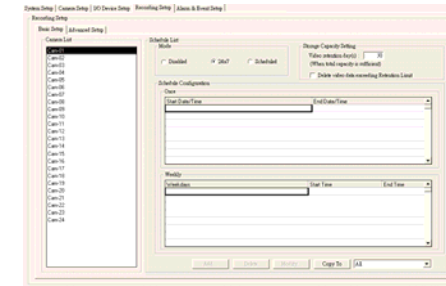 System Setup | Camera Setup | I/O Device Setup | Recording Setup | Alarm & Event Setup |
Recording Setup
Basic Setup | Advanced Setup |
Camera List
Cam-01
Cam-02
Cam-03
Cam-04
Cam-05
Cam-06
Cam-07
Cam-08
Cam-09
Cam-10
Cam-11
Cam-12
Cam-13
Cam-14
Cam-15
Cam-16
Cam-17
Cam-18
Cam-19
Cam-20
Cam-21
Cam-22
Cam-23
Cam-24
Schedule List
Mode
Disabled 24x7 Scheduled
Storage Capacity Setting
Video retention day(s)
(When total capacity is sufficient)
Delete video data exceeding Retention Limit
Schedule Configuration
Once
Start Date/Time End Date/Time
Weekly
Weekdays Start Time End Time
Add Delete Modify Copy To All